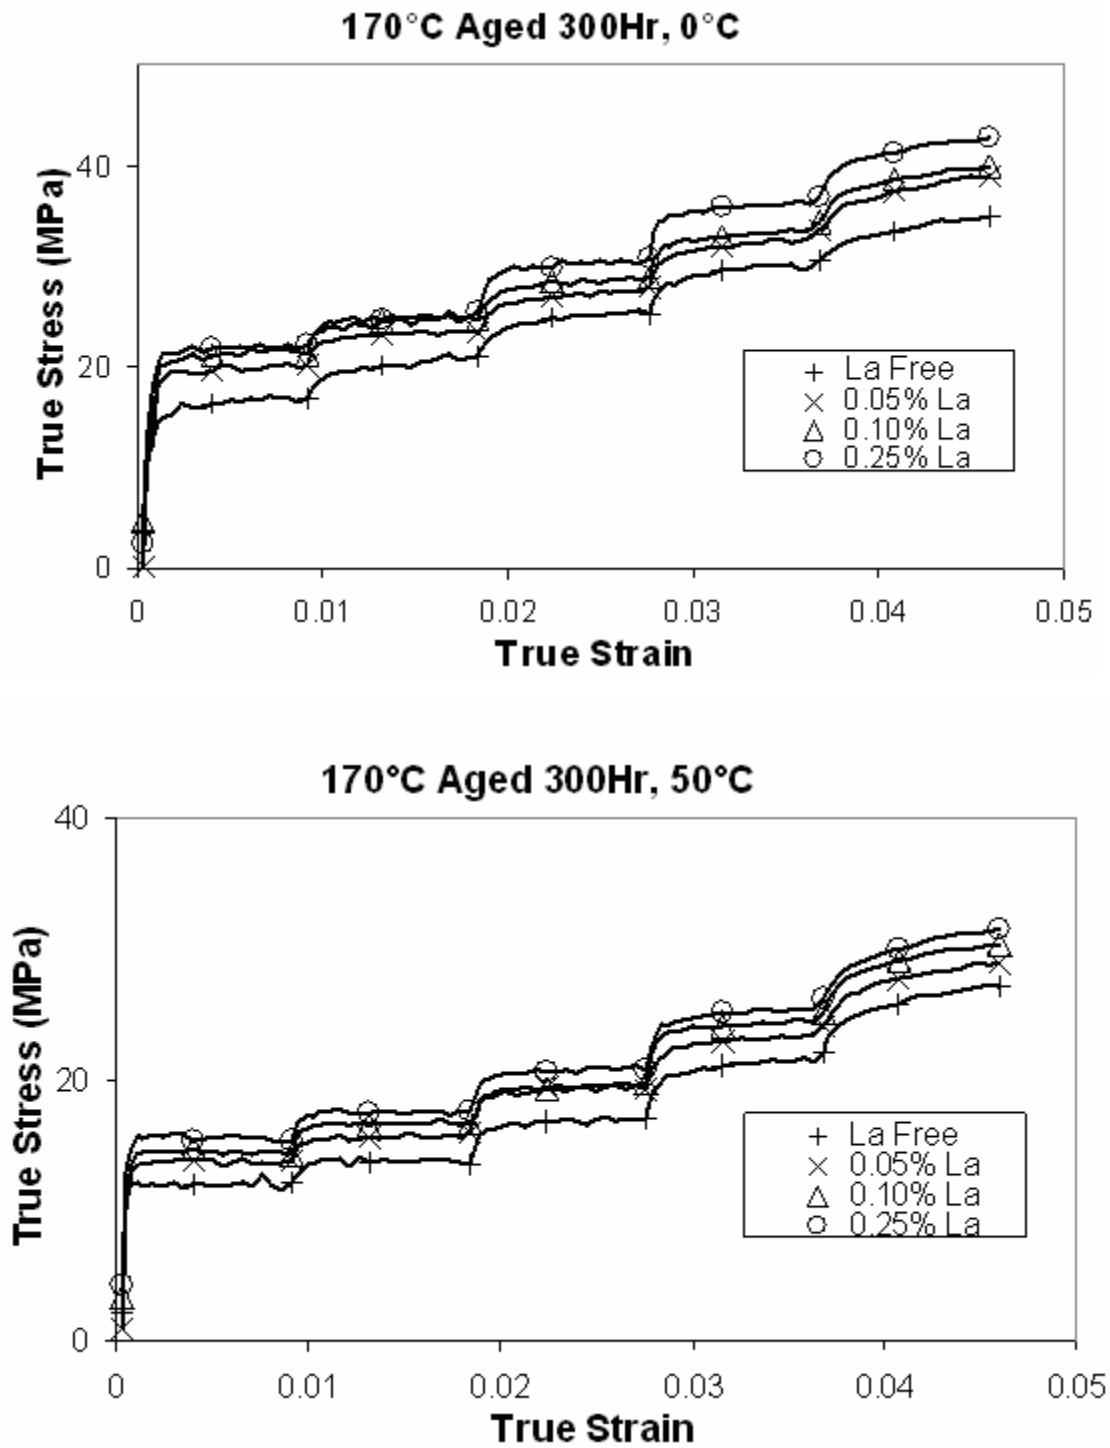 170°C Aged 300Hr, 0°C
True Stress (MPa)
40
20
0
La Free
0.05% La
0.10% La
0.25% La
0 0.01 0.02 0.03 0.04 0.05
True Strain
170°C Aged 300Hr, 50°C
True Stress (MPa)
40
20
0
La Free
0.05% La
0.10% La
0.25% La
0 0.01 0.02 0.03 0.04 0.05
True Strain